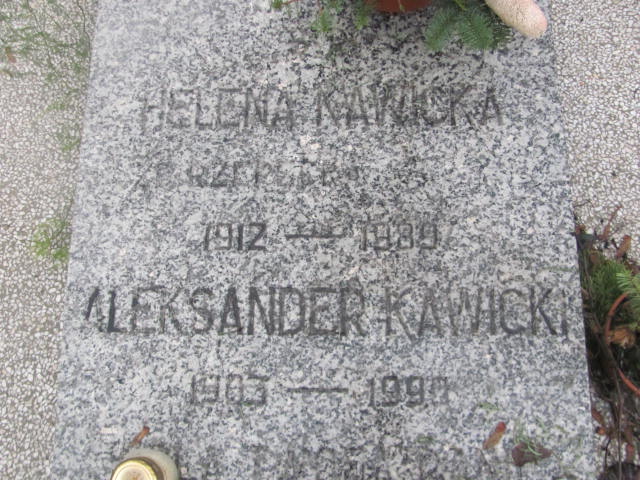 HELENA KAWICKA
1912 — 1989
ALEKSANDER KAWICKI
1903 — 1990